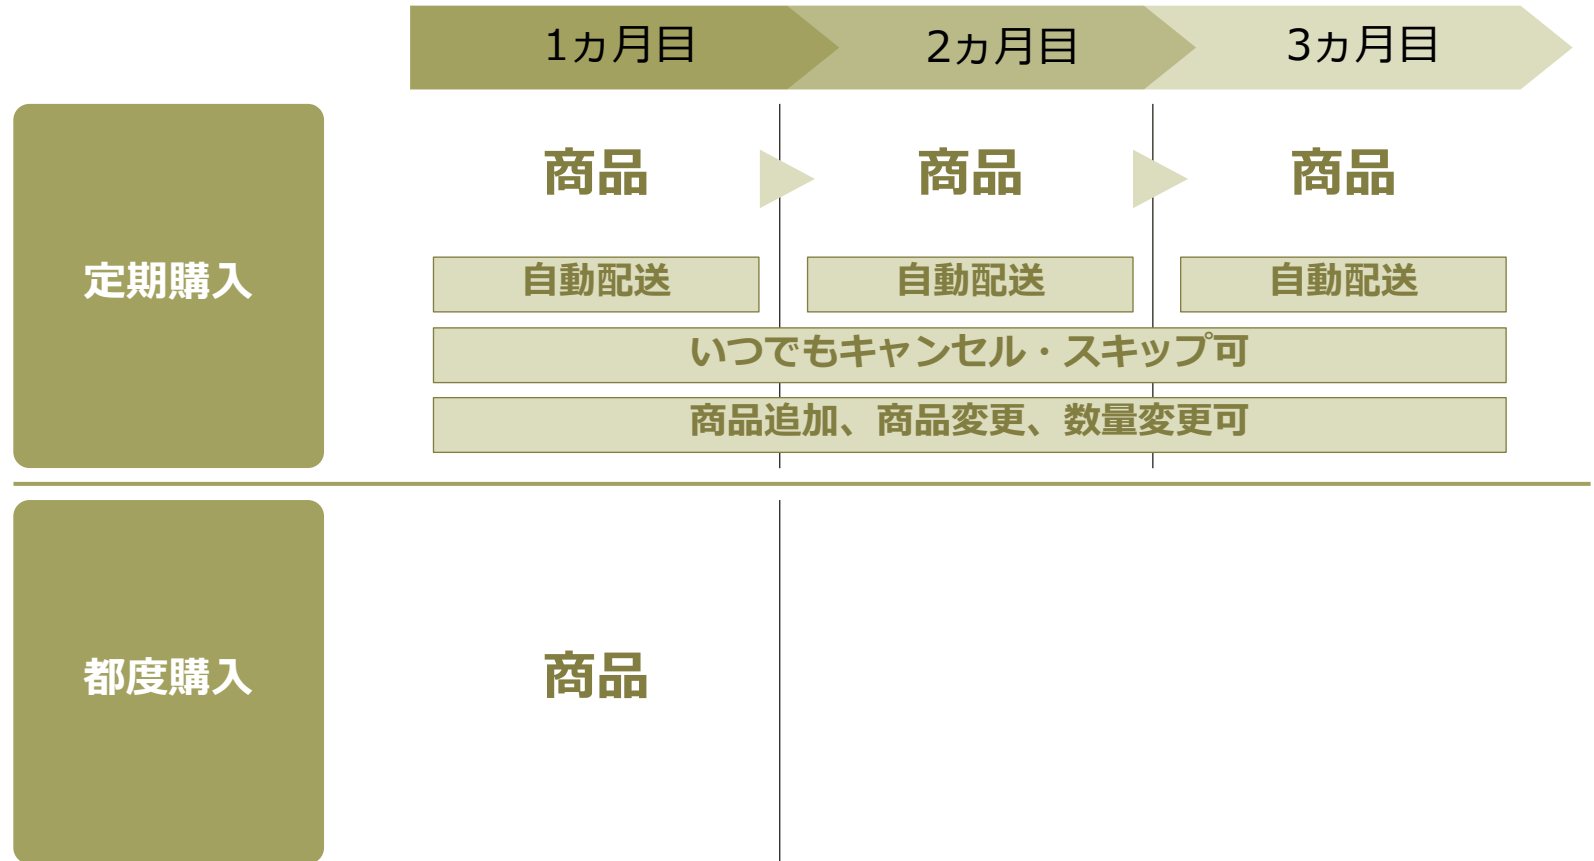 1ヵ月目
2ヵ月目
3ヵ月目
定期購入
商品
商品
商品
自動配送
自動配送
自動配送
いつでもキャンセル・スキップ可
商品追加、商品変更、数量変更可
都度購入
商品